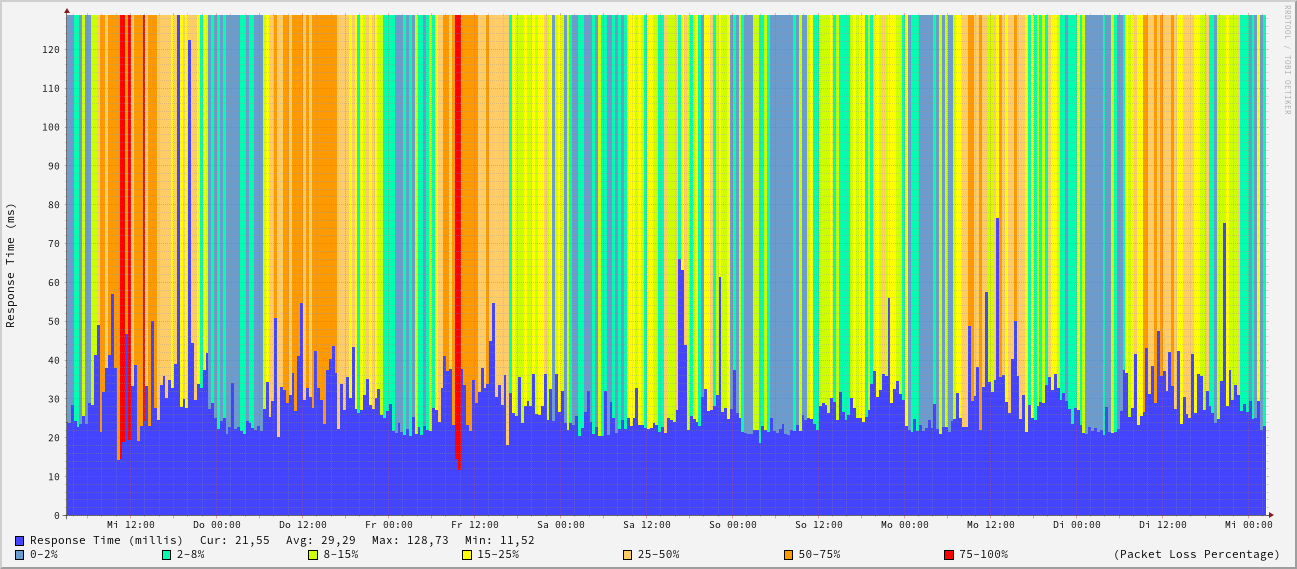 RRDTOOL / TOBI OETIKER
Response Time (ms)
120
110
100
90
80
70
60
50
40
30
20
10
0
Mi 12:00 Do 00:00 Do 12:00 Fr 00:00 Fr 12:00 Sa 00:00 Sa 12:00 So 00:00 So 12:00 Mo 00:00 Mo 12:00 Di 00:00 Di 12:00 Mi 00:00
Response Time (millis) Cur: 21,55 Avg: 29,29 Max: 128,73 Min: 11,52
0-2% 2-8% 8-15% 15-25% 25-50% 50-75% 75-100% (Packet Loss Percentage)